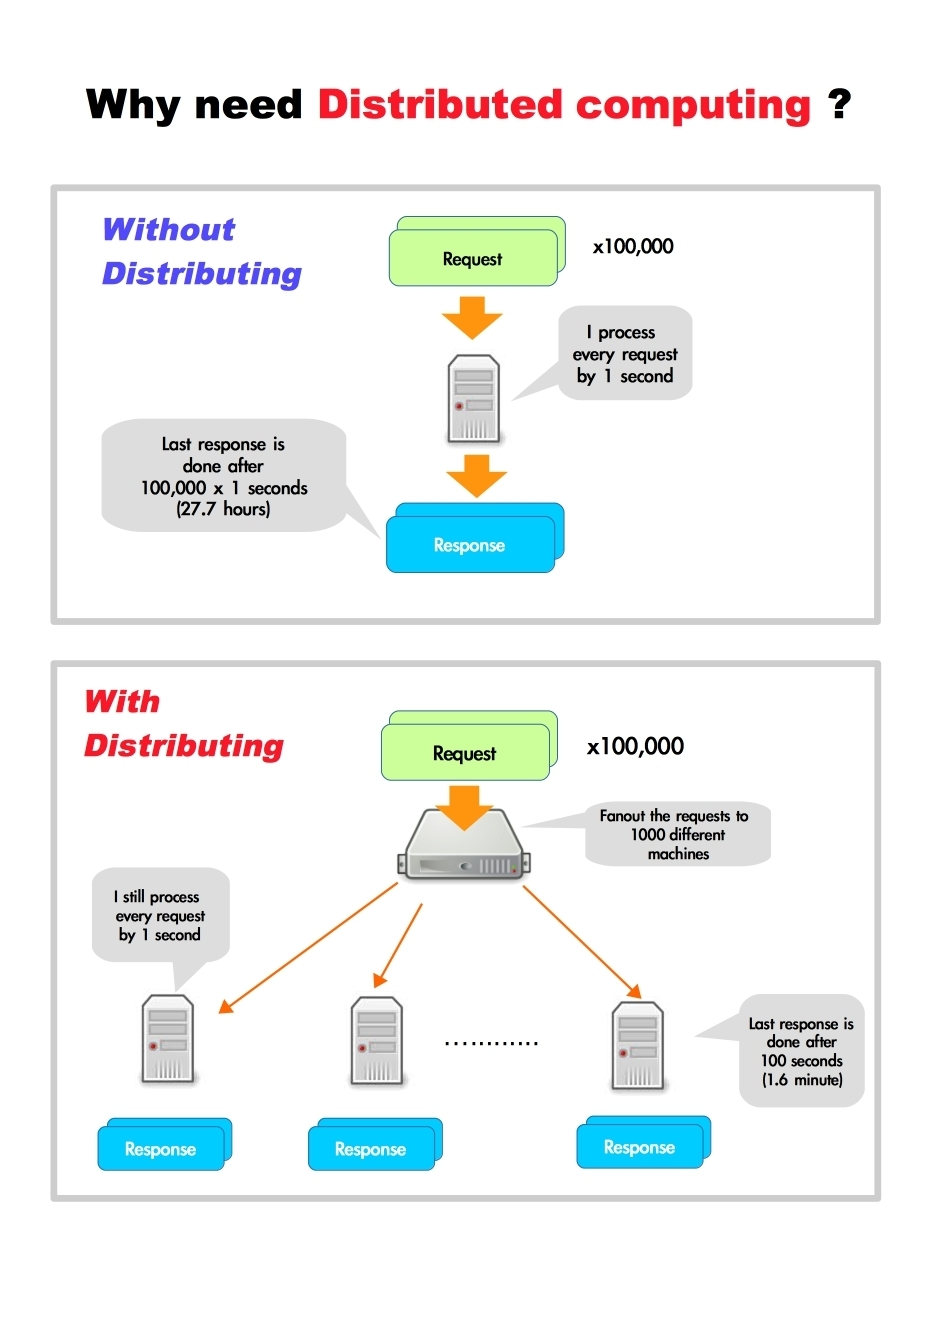 Why need Distributed computing ?
Without
Distributing
Request
x100,000
I process
every request
by 1 second
Last response is
done after
100,000 x 1 seconds
(27.7 hours)
Response
With
Distributing
Request
x100,000
Fanout the requests to
1000 different
machines
I still process
every request
by 1 second
............
Last response is
done after
100 seconds
(1.6 minute)
Response
Response
Response